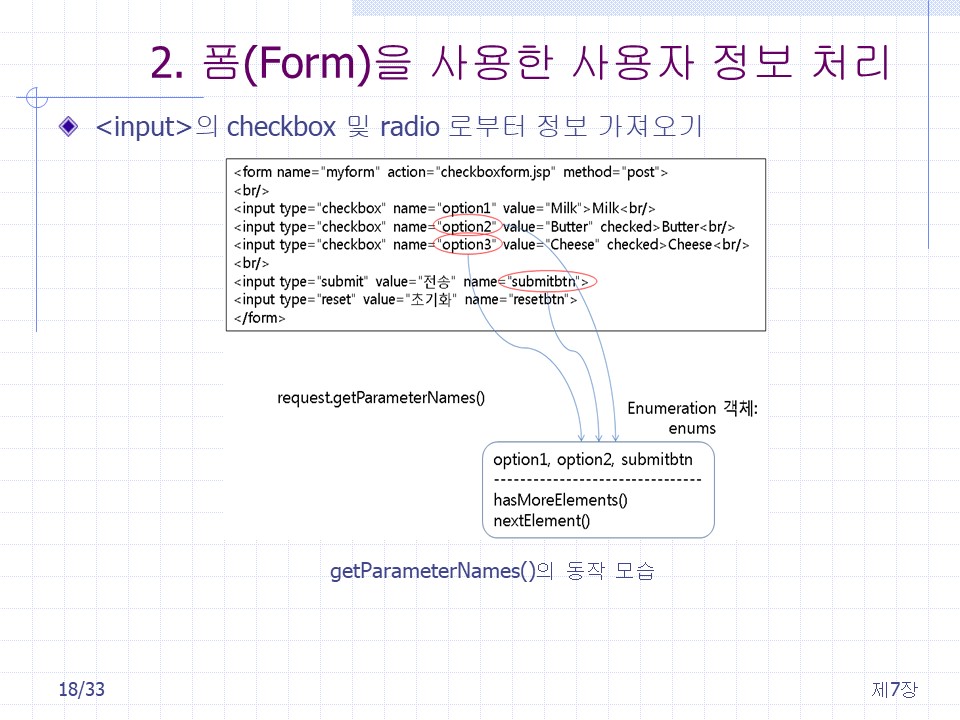 2. 폼(Form)을 사용한 사용자 정보 처리
<input>의 checkbox 및 radio 로부터 정보 가져오기
<form name="myform" action="checkboxform.jsp" method="post">
<br/>
<input type="checkbox" name="option1" value="Milk">Milk<br/>
<input type="checkbox" name="option2" value="Butter" checked>Butter<br/>
<input type="checkbox" name="option3" value="Cheese" checked>Cheese<br/>
<br/>
<input type="submit" value="전송" name="submitbtn">
<input type="reset" value="초기화" name="resetbtn">
</form>
request.getParameterNames()
Enumeration 객체:
enums
option1, option2, submitbtn
--------------------------------
hasMoreElements()
nextElement()
getParameterNames()의 동작 모습
18/33
제7장